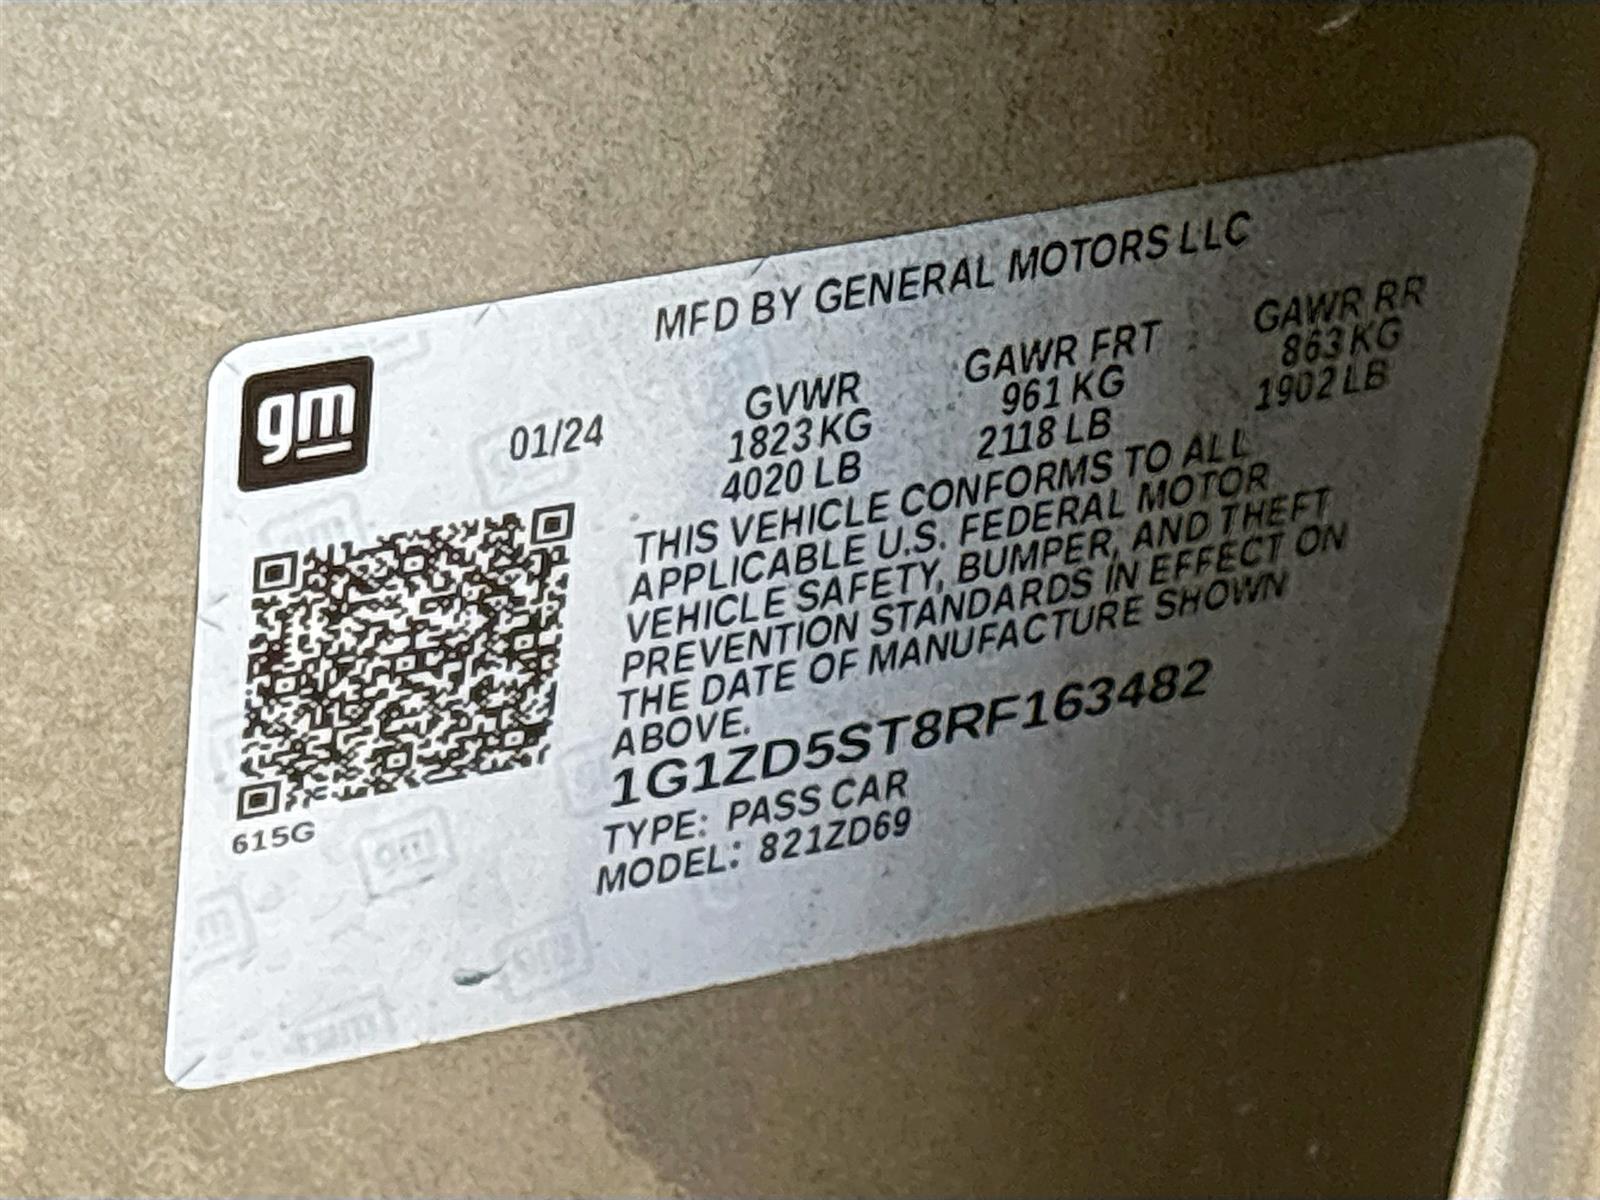 MFD BY GENERAL MOTORS LLC
gm
01/24
GVWR GAWR FRT GAWR RR
1823 KG 961 KG 863 KG
4020 LB 2118 LB 1902 LB
THIS VEHICLE CONFORMS TO ALL
APPLICABLE U.S. FEDERAL MOTOR
VEHICLE SAFETY, BUMPER, AND THEFT
PREVENTION STANDARDS IN EFFECT ON
THE DATE OF MANUFACTURE SHOWN
ABOVE.
1G1ZD5ST8RF163482
TYPE: PASS CAR
MODEL: 821ZD69
615G